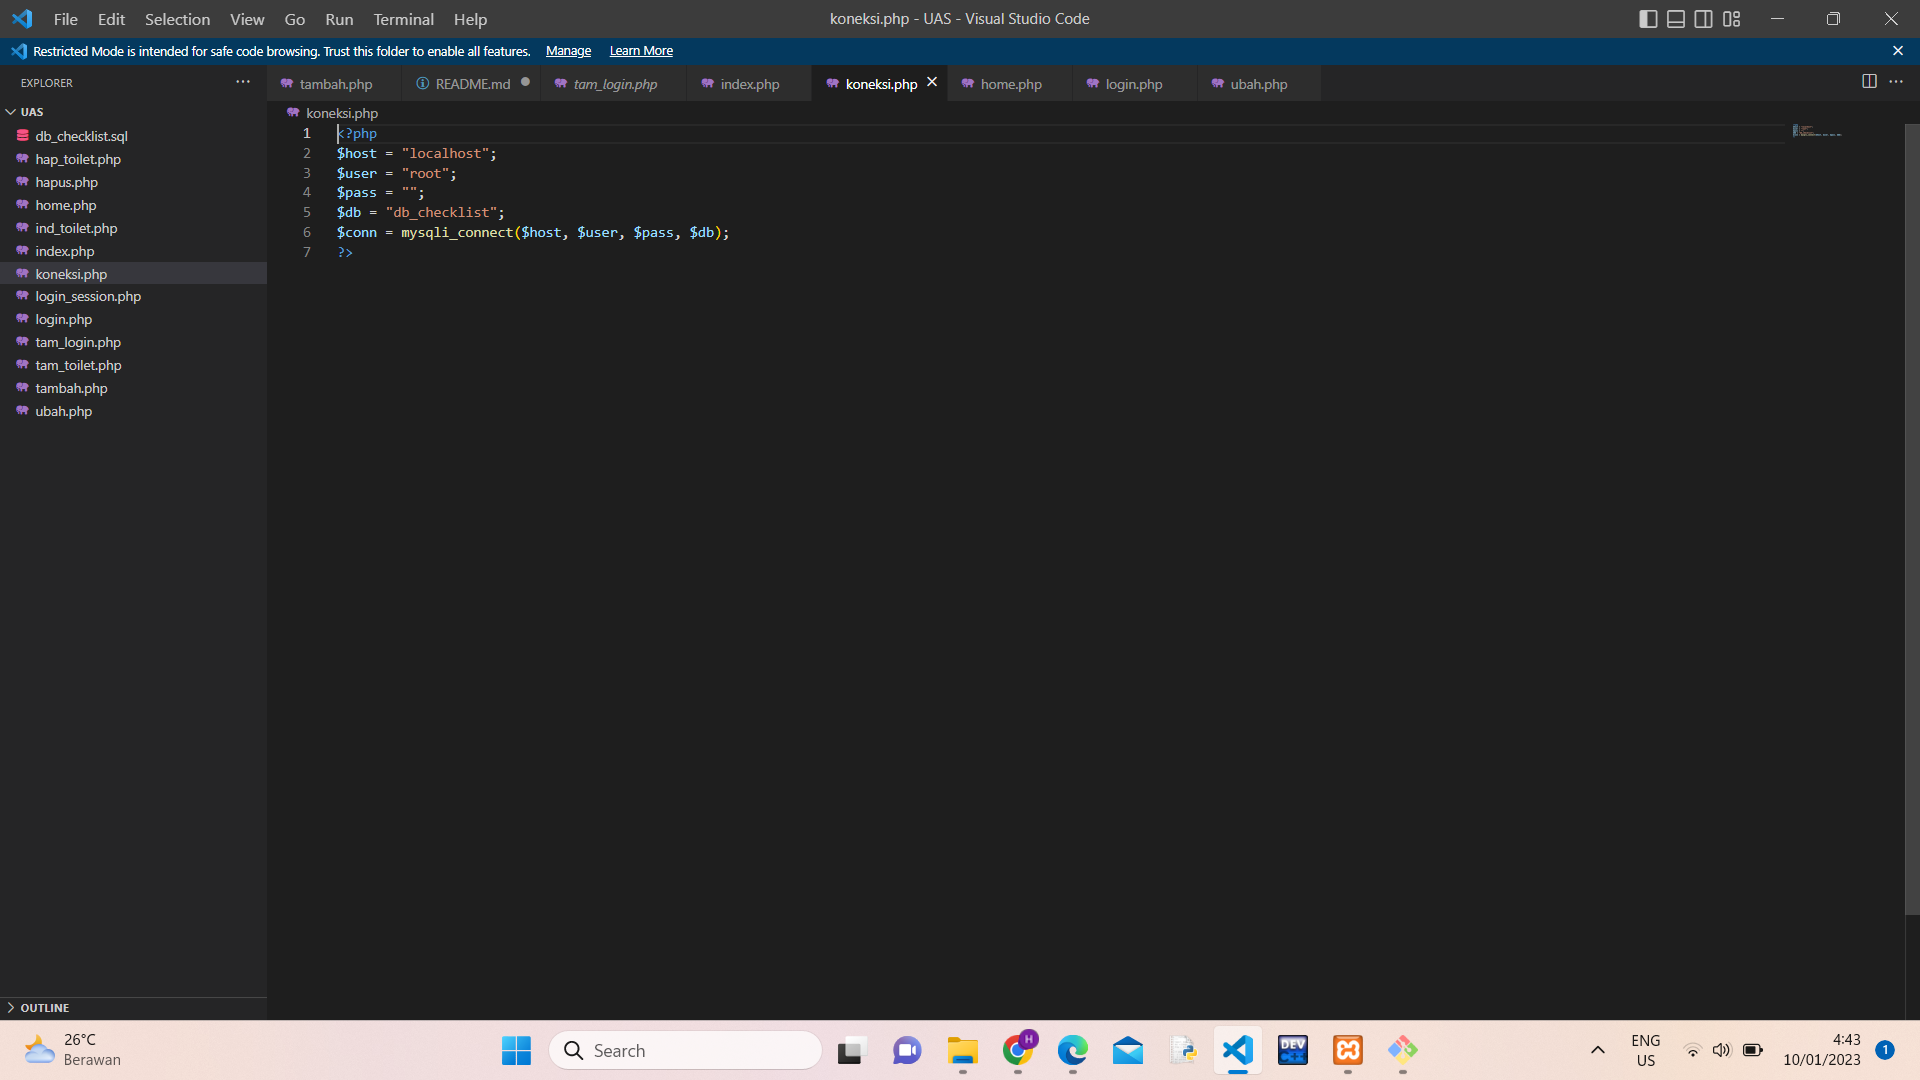 File Edit Selection View Go Run Terminal Help
koneksi.php - UAS - Visual Studio Code
Restricted Mode is intended for safe code browsing. Trust this folder to enable all features. Manage Learn More
EXPLORER
tambah.php README.md tam_login.php index.php koneksi.php home.php login.php ubah.php
UAS
db_checklist.sql
hap_toilet.php
hapus.php
home.php
ind_toilet.php
index.php
koneksi.php
login_session.php
login.php
tam_login.php
tam_toilet.php
tambah.php
ubah.php
OUTLINE
koneksi.php
1 <?php
2 $host = "localhost";
3 $user = "root";
4 $pass = "";
5 $db = "db_checklist";
6 $conn = mysqli_connect($host, $user, $pass, $db);
7 ?>
26°C
Berawan
Search
H
DEV
C++
ENG
US
4:43
10/01/2023
1